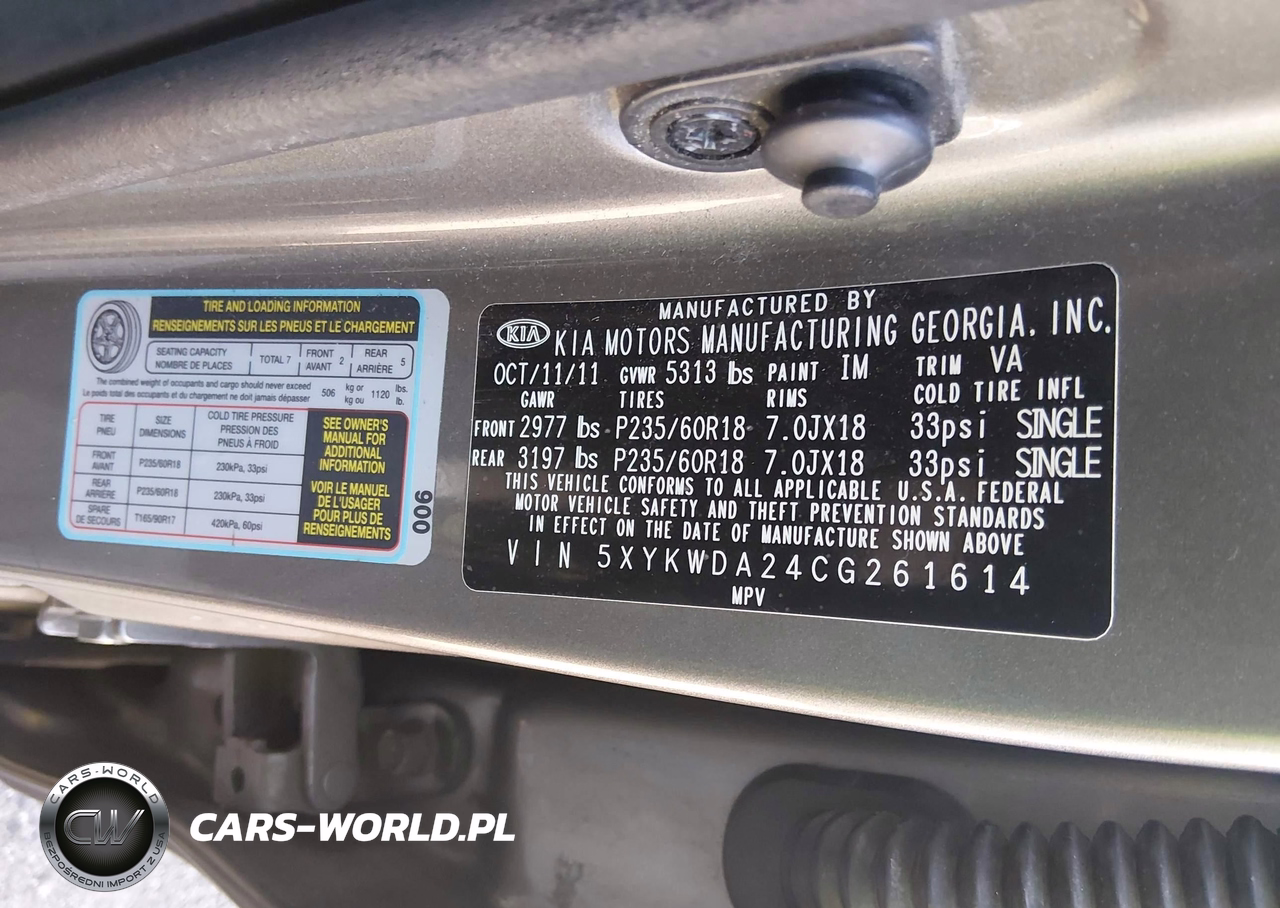 TIRE AND LOADING INFORMATION
RENSEIGNEMENTS SUR LES PNEUS ET LE CHARGEMENT
SEATING CAPACITY
NOMBRE DE PLACES
TOTAL 7
FRONT
AVANT
2
REAR
ARRIÈRE
5
The combined weight of occupants and cargo should never exceed
Le poids total des occupants et du chargement ne doit jamais dépasser
506
kg or
kg ou
1120
lbs.
lb.
TIRE
PNEU
SIZE
DIMENSIONS
COLD TIRE PRESSURE
PRESSION DES
PNEUS À FROID
FRONT
AVANT
P235/60R18
230kPa, 33psi
REAR
ARRIÈRE
P235/60R18
230kPa, 33psi
SPARE
DE SECOURS
T165/90R17
420kPa, 60psi
SEE OWNER'S
MANUAL FOR
ADDITIONAL
INFORMATION
VOIR LE MANUEL
DE L'USAGER
POUR PLUS DE
RENSEIGNEMENTS
9006
MANUFACTURED BY
KIA KIA MOTORS MANUFACTURING GEORGIA, INC.
OCT/11/11 GVWR 5313 lbs PAINT IM TRIM VA
GAWR TIRES RIMS COLD TIRE INFL
FRONT 2977 lbs P235/60R18 7.0JX18 33psi SINGLE
REAR 3197 lbs P235/60R18 7.0JX18 33psi SINGLE
THIS VEHICLE CONFORMS TO ALL APPLICABLE U.S.A. FEDERAL
MOTOR VEHICLE SAFETY AND THEFT PREVENTION STANDARDS
IN EFFECT ON THE DATE OF MANUFACTURE SHOWN ABOVE
VIN 5XYKWDA24CG261614
MPV
CARS-WORLD
CW
BEZPOŚREDNI IMPORT Z USA
CARS-WORLD.PL